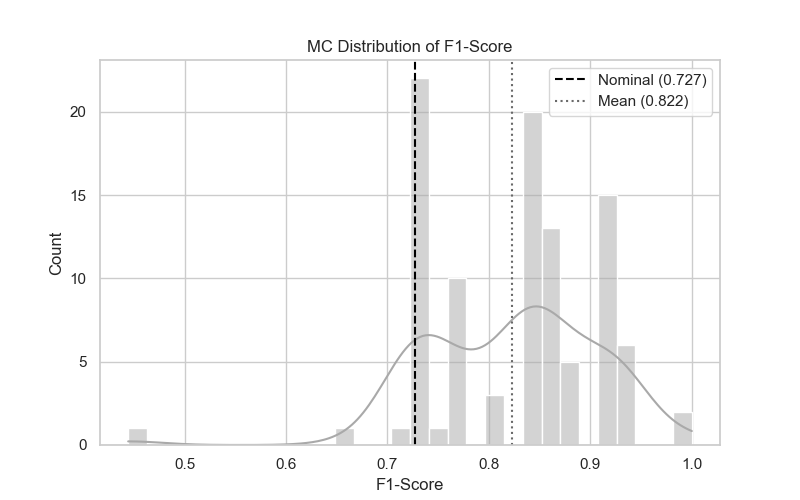 MC Distribution of F1-Score
Nominal (0.727)
Mean (0.822)
Count
20
15
10
5
0
0.5 0.6 0.7 0.8 0.9 1.0
F1-Score